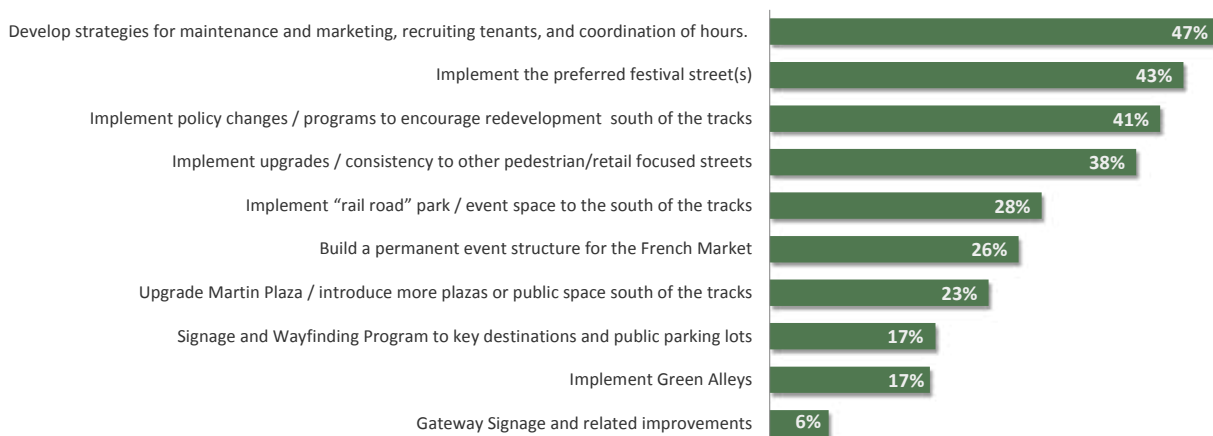 Develop strategies for maintenance and marketing, recruiting tenants, and coordination of hours. 47%
Implement the preferred festival street(s) 43%
Implement policy changes / programs to encourage redevelopment south of the tracks 41%
Implement upgrades / consistency to other pedestrian/retail focused streets 38%
Implement “rail road” park / event space to the south of the tracks 28%
Build a permanent event structure for the French Market 26%
Upgrade Martin Plaza / introduce more plazas or public space south of the tracks 23%
Signage and Wayfinding Program to key destinations and public parking lots 17%
Implement Green Alleys 17%
Gateway Signage and related improvements 6%